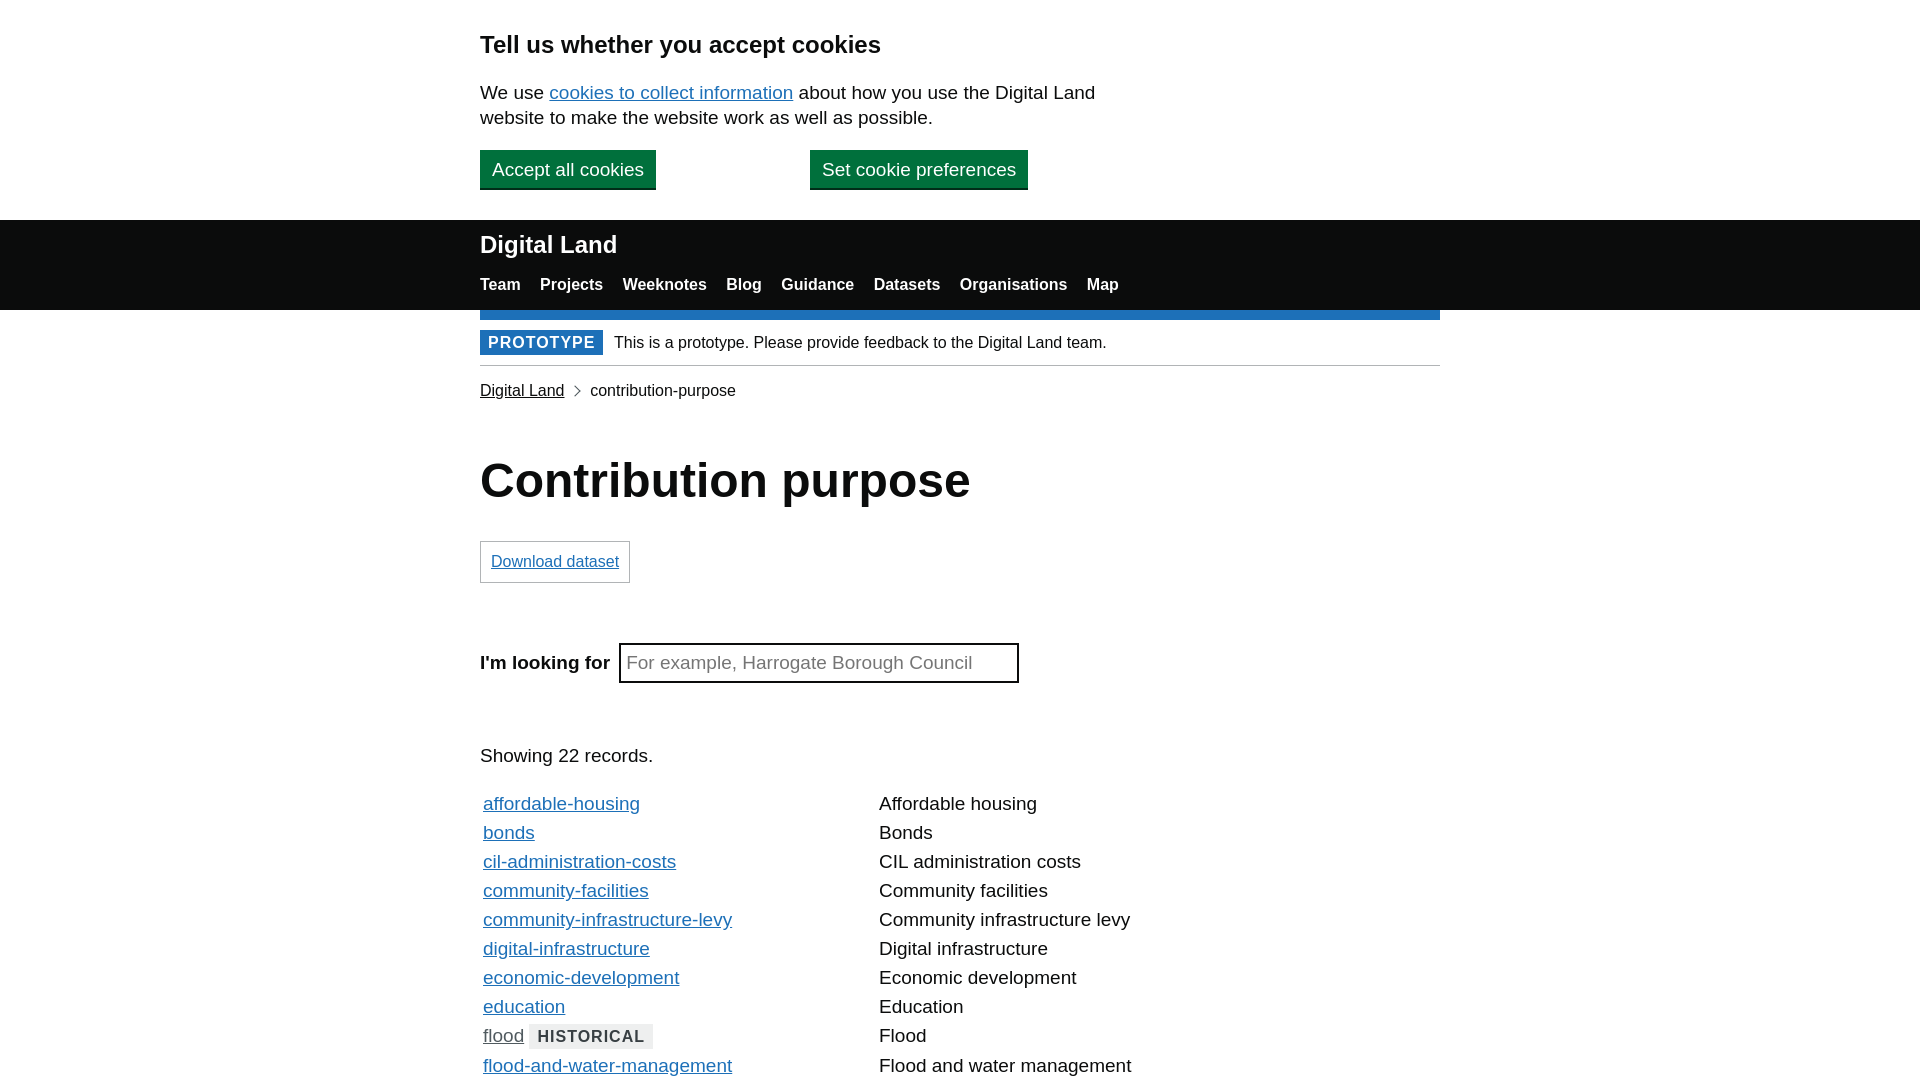 Tell us whether you accept cookies
We use cookies to collect information about how you use the Digital Land
website to make the website work as well as possible.
Accept all cookies
Set cookie preferences
Digital Land
Team Projects Weeknotes Blog Guidance Datasets Organisations Map
PROTOTYPE This is a prototype. Please provide feedback to the Digital Land team.
Digital Land > contribution-purpose
Contribution purpose
Download dataset
I'm looking for For example, Harrogate Borough Council
Showing 22 records.
affordable-housing Affordable housing
bonds Bonds
cil-administration-costs CIL administration costs
community-facilities Community facilities
community-infrastructure-levy Community infrastructure levy
digital-infrastructure Digital infrastructure
economic-development Economic development
education Education
flood HISTORICAL Flood
flood-and-water-management Flood and water management